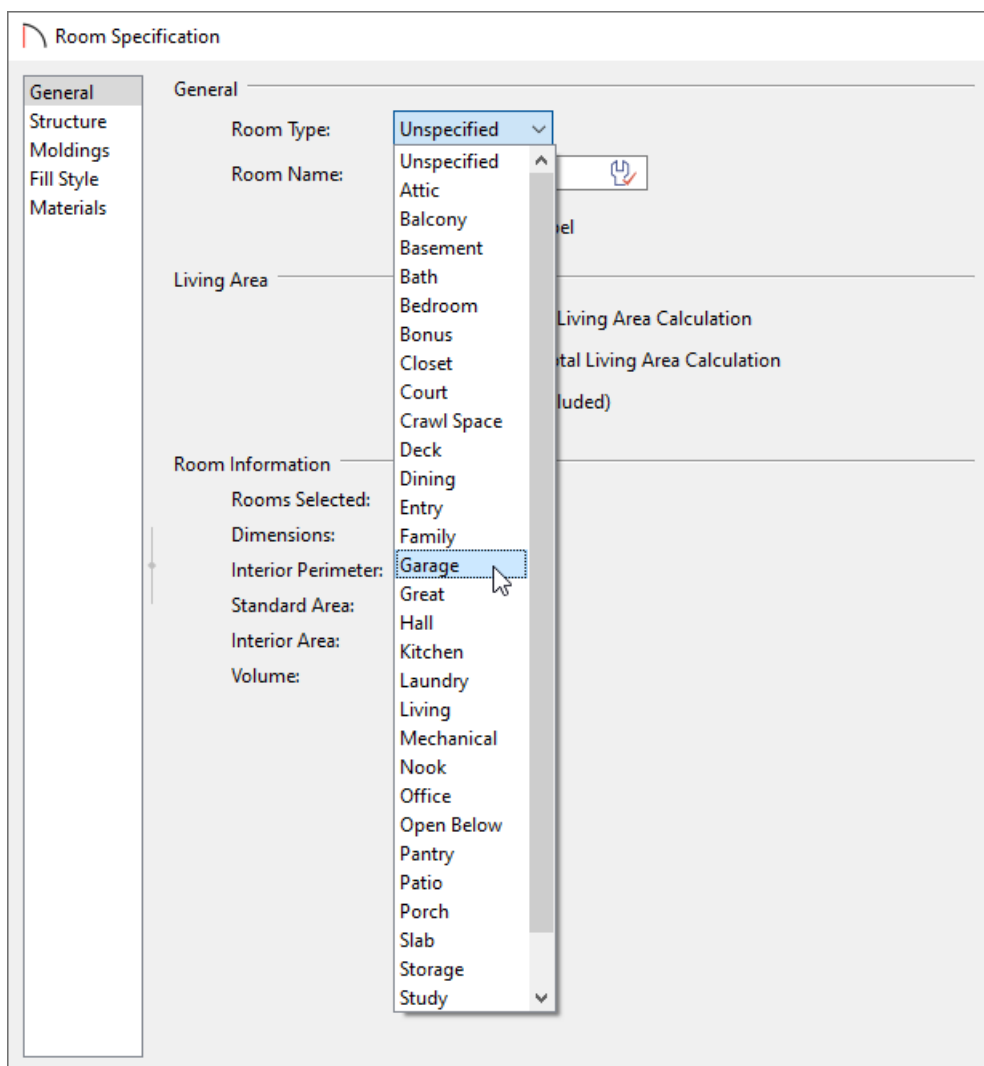 Room Specification
General
Structure
Moldings
Fill Style
Materials
General
Room Type:
Unspecified
Room Name:
Unspecified
Attic
Balcony
Basement
Bath
Bedroom
Bonus
Closet
Court
Crawl Space
Deck
Dining
Entry
Family
Garage
Great
Hall
Kitchen
Laundry
Living
Mechanical
Nook
Office
Open Below
Pantry
Patio
Porch
Slab
Storage
Study
Living Area
Living Area Calculation
Living Area Calculation
Room Information
Rooms Selected:
Dimensions:
Interior Perimeter:
Standard Area:
Interior Area:
Volume: